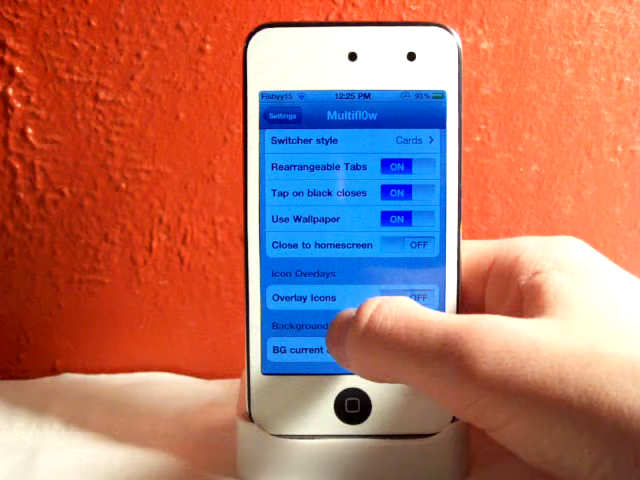 Fishyy15 12:25 PM 93%
Settings Multifl0w
Switcher style Cards
Rearrangeable Tabs ON
Tap on black closes ON
Use Wallpaper ON
Close to homescreen OFF
Icon Overlays
Overlay Icons OFF
Background
BG current